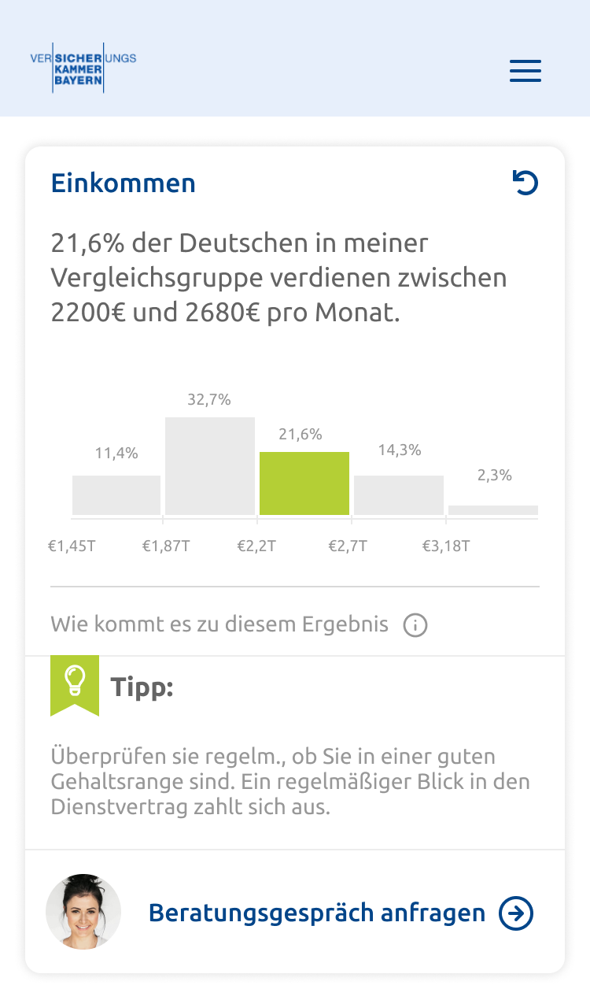 VERSICHERUNGS
KAMMER
BAYERN
Einkommen
21,6% der Deutschen in meiner
Vergleichsgruppe verdienen zwischen
2200€ und 2680€ pro Monat.
32,7%
21,6%
14,3%
11,4%
2,3%
€1,45T €1,87T €2,2T €2,7T €3,18T
Wie kommt es zu diesem Ergebnis
Tipp:
Überprüfen sie regelm., ob Sie in einer guten
Gehaltsrange sind. Ein regelmäßiger Blick in den
Dienstvertrag zahlt sich aus.
Beratungsgespräch anfragen